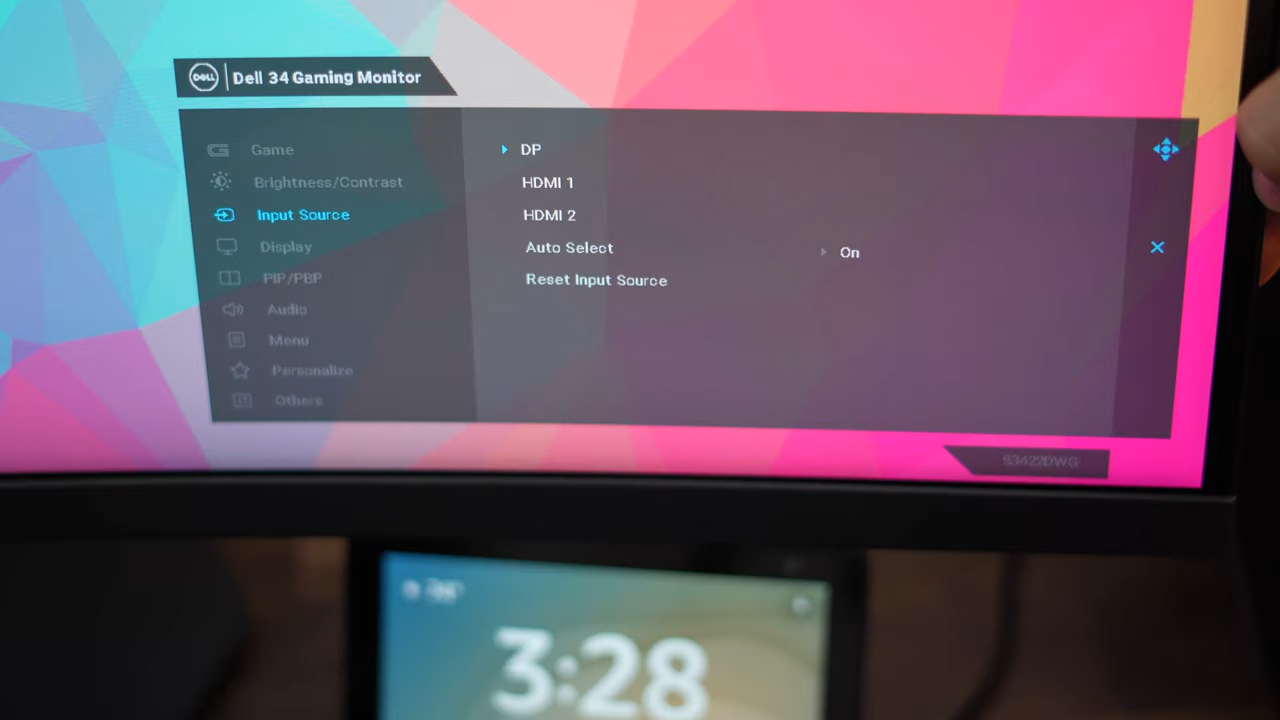 DELL Dell 34 Gaming Monitor
Game
DP
Brightness/Contrast
HDMI 1
Input Source
HDMI 2
Display
Auto Select
On
PIP/PBP
Reset Input Source
Audio
Menu
Personalize
Others
S3422DWG
3:28